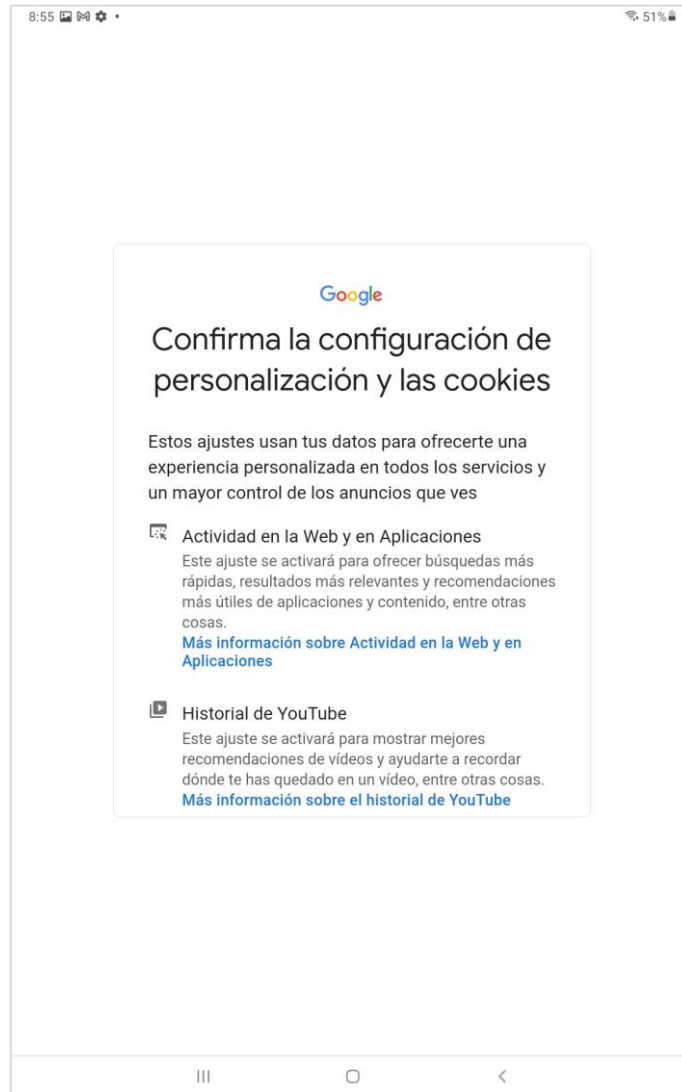 8:55
51%
Google
Confirma la configuración de
personalización y las cookies
Estos ajustes usan tus datos para ofrecerte una
experiencia personalizada en todos los servicios y
un mayor control de los anuncios que ves
Actividad en la Web y en Aplicaciones
Este ajuste se activará para ofrecer búsquedas más
rápidas, resultados más relevantes y recomendaciones
más útiles de aplicaciones y contenido, entre otras
cosas.
Más información sobre Actividad en la Web y en
Aplicaciones
Historial de YouTube
Este ajuste se activará para mostrar mejores
recomendaciones de vídeos y ayudarte a recordar
dónde te has quedado en un vídeo, entre otras cosas.
Más información sobre el historial de YouTube